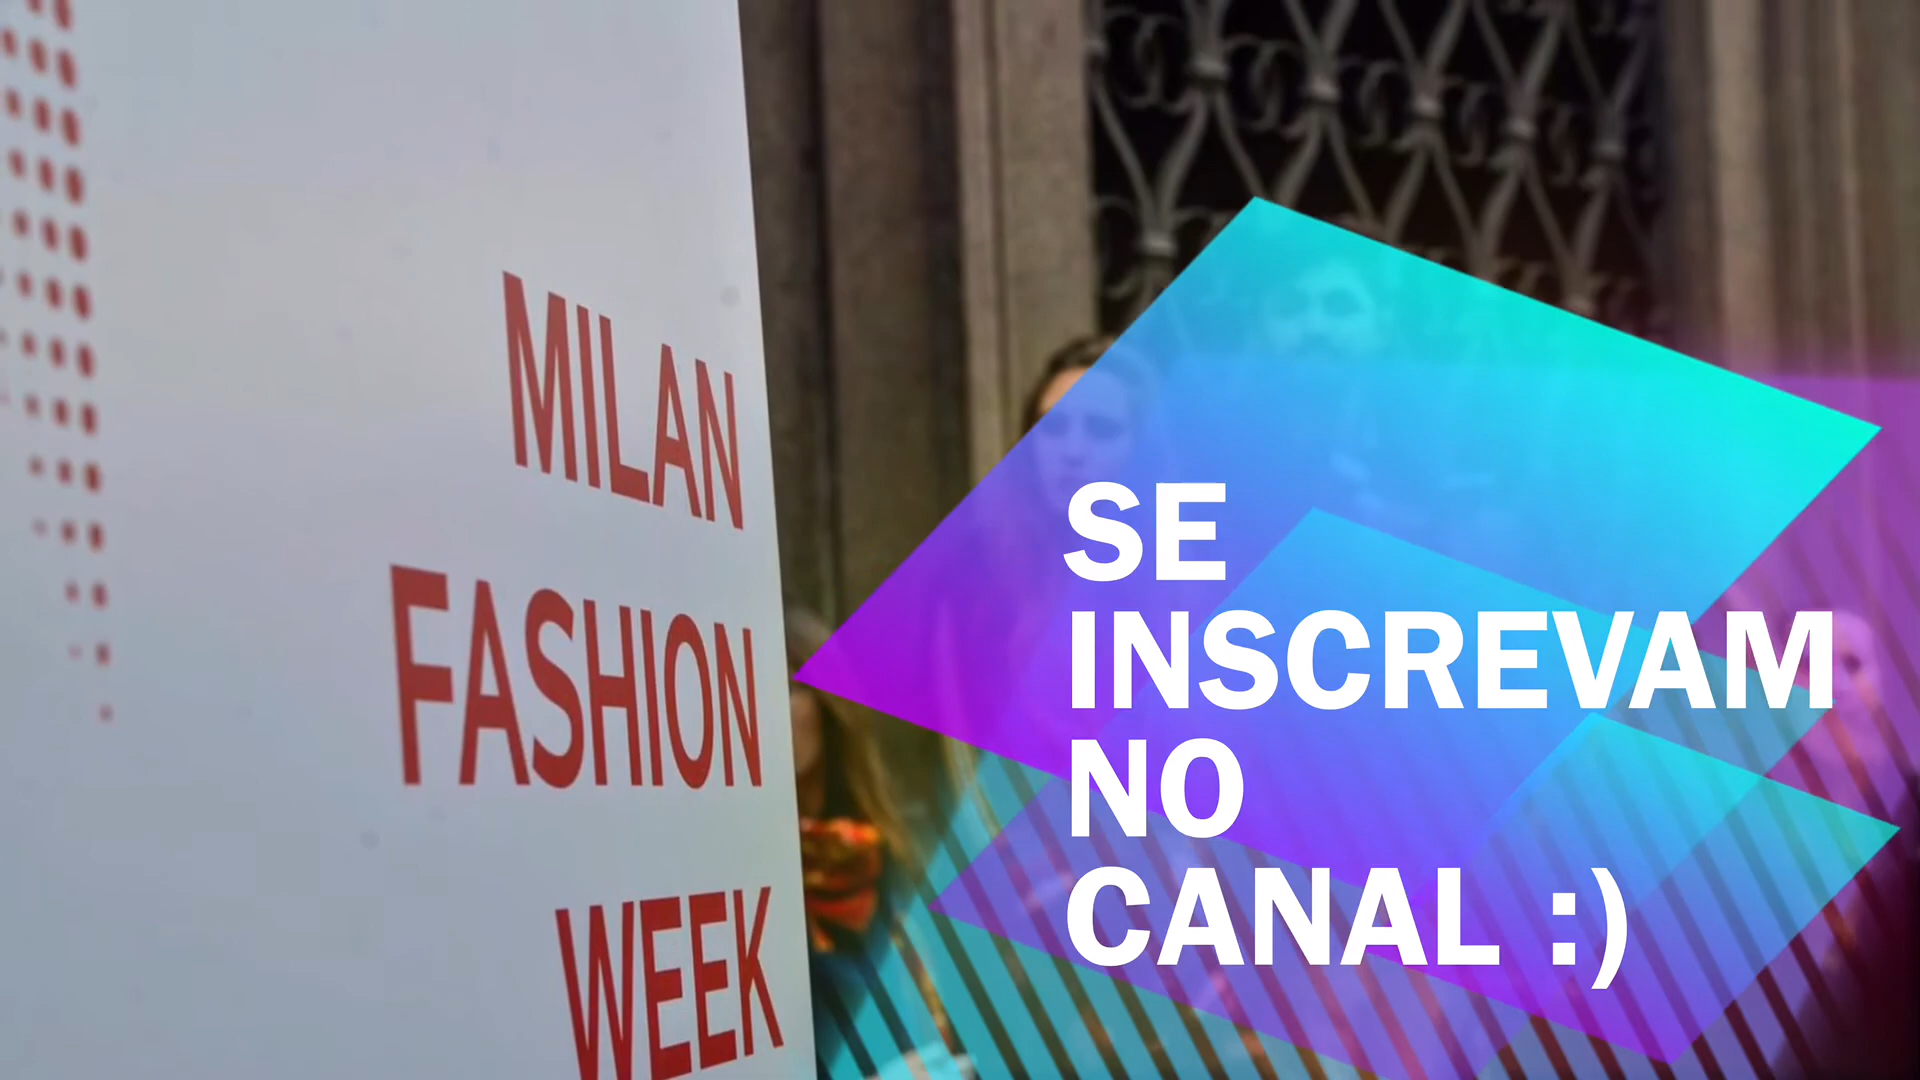 MILAN
FASHION
WEEK
SE
INSCREVAM
NO
CANAL :)